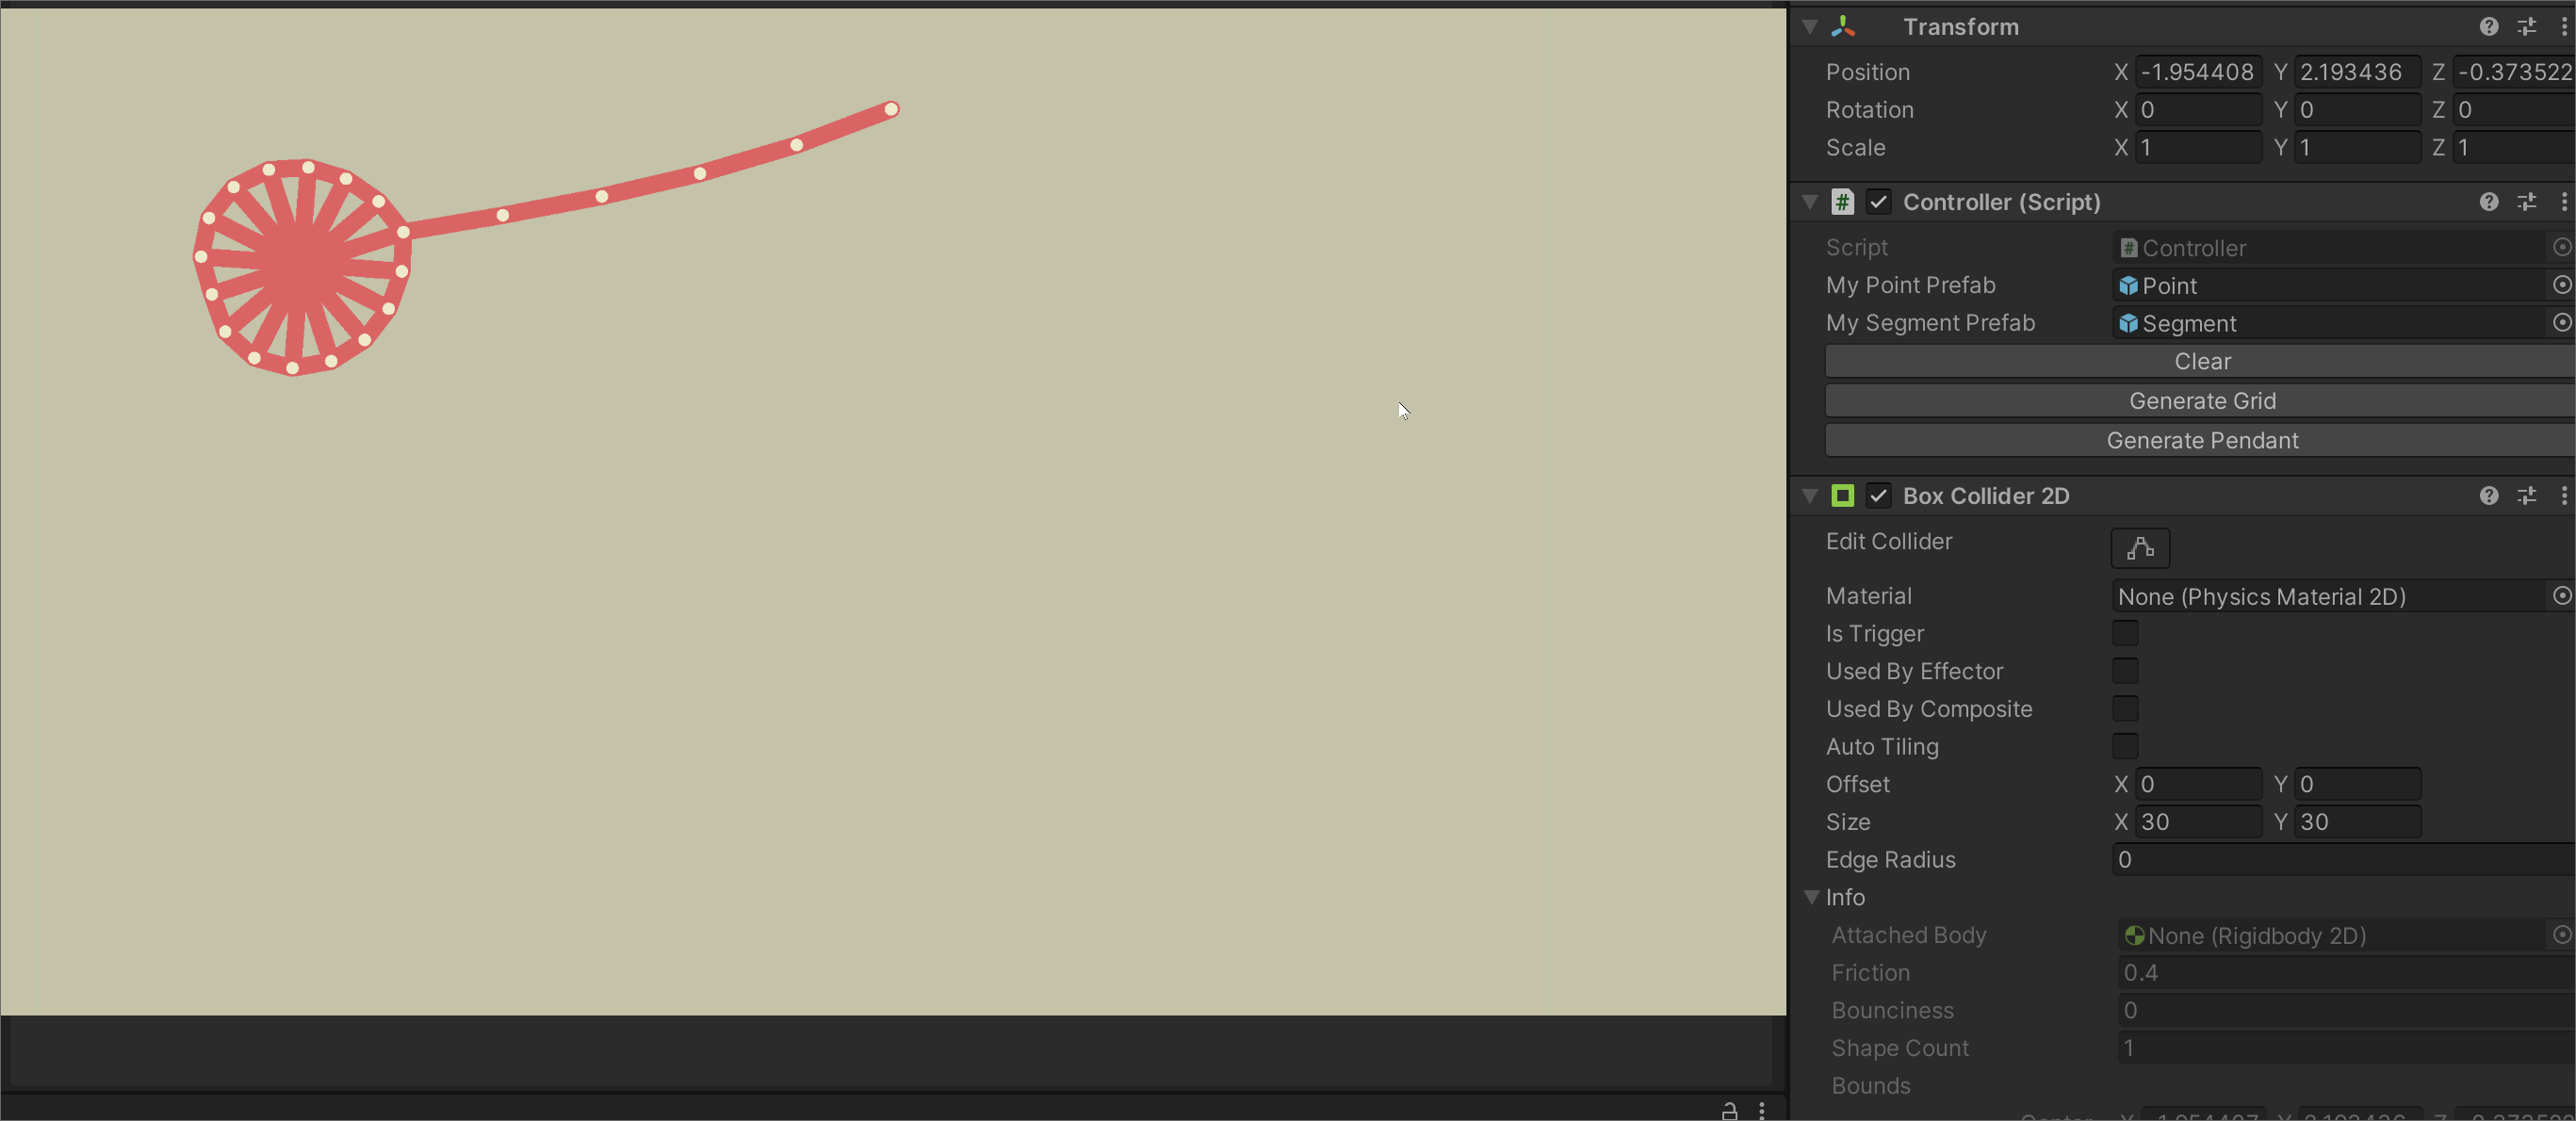 Transform
Position X -1.954408 Y 2.193436 Z -0.373522
Rotation X 0 Y 0 Z 0
Scale X 1 Y 1 Z 1
# Controller (Script)
Script # Controller
My Point Prefab Point
My Segment Prefab Segment
Clear
Generate Grid
Generate Pendant
Box Collider 2D
Edit Collider
Material None (Physics Material 2D)
Is Trigger
Used By Effector
Used By Composite
Auto Tiling
Offset X 0 Y 0
Size X 30 Y 30
Edge Radius 0
Info
Attached Body None (Rigidbody 2D)
Friction 0.4
Bounciness 0
Shape Count 1
Bounds